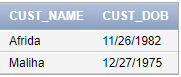 CUST_NAME CUST_DOB
Afrida 11/26/1982
Maliha 12/27/1975